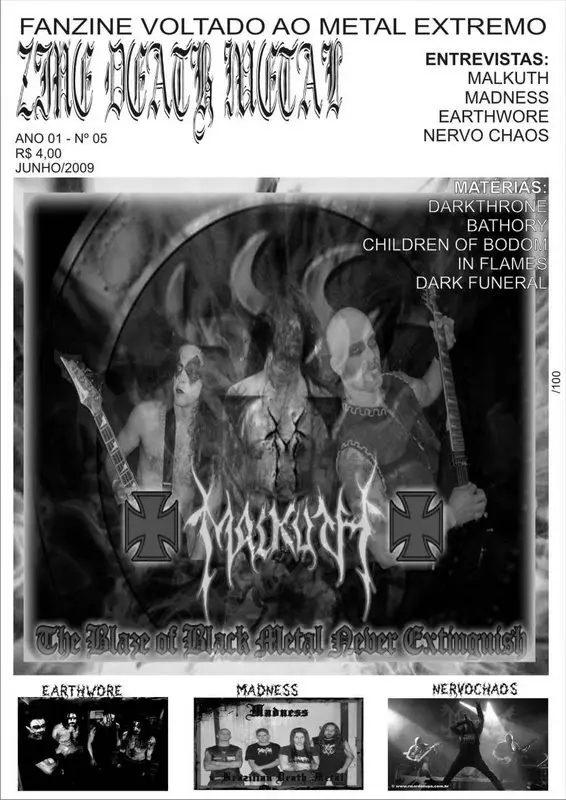 FANZINE VOLTADO AO METAL EXTREMO
ZINE DEATH METAL
ANO 01 - Nº 05
R$ 4,00
JUNHO/2009
ENTREVISTAS:
MALKUTH
MADNESS
EARTHWORE
NERVO CHAOS
MATÉRIAS:
DARKTHRONE
BATHORY
CHILDREN OF BODOM
IN FLAMES
DARK FUNERAL
/100
MALKUTH
The Blaze of Black Metal Never Extinguish
EARTHWORE
MADNESS
NERVOCHAOS
Madness
Brazilian Death Metal